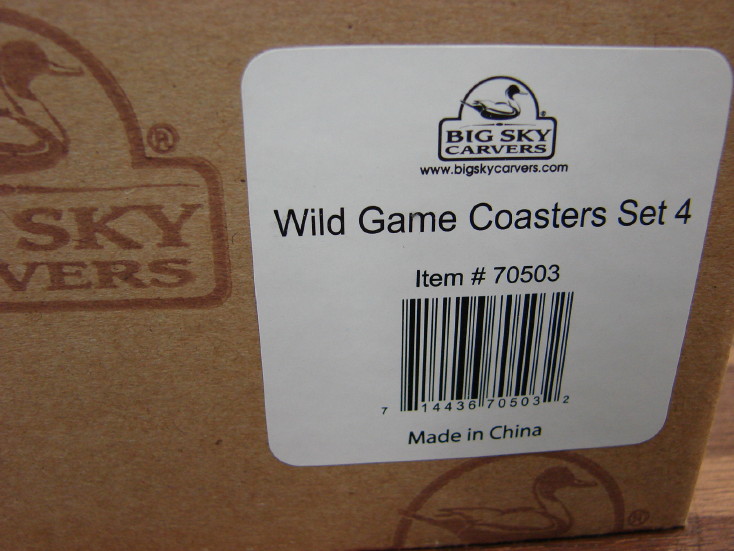 BIG SKY
CARVERS
www.bigskycarvers.com
Wild Game Coasters Set 4
Item # 70503
7 14436 70503 2
Made in China
®
SKY
VERS
®